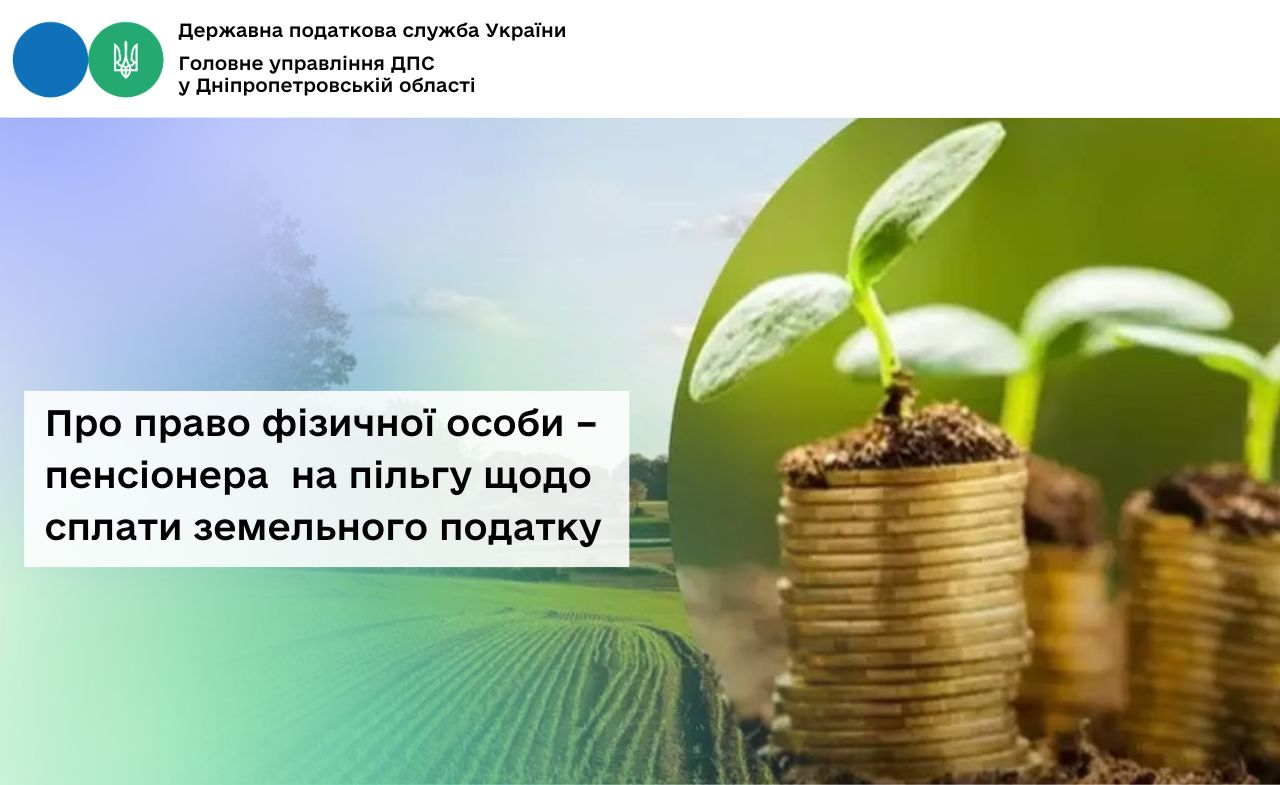 Державна податкова служба України
Головне управління ДПС
у Дніпропетровській області
Про право фізичної особи –
пенсіонера  на пільгу щодо
сплати земельного податку